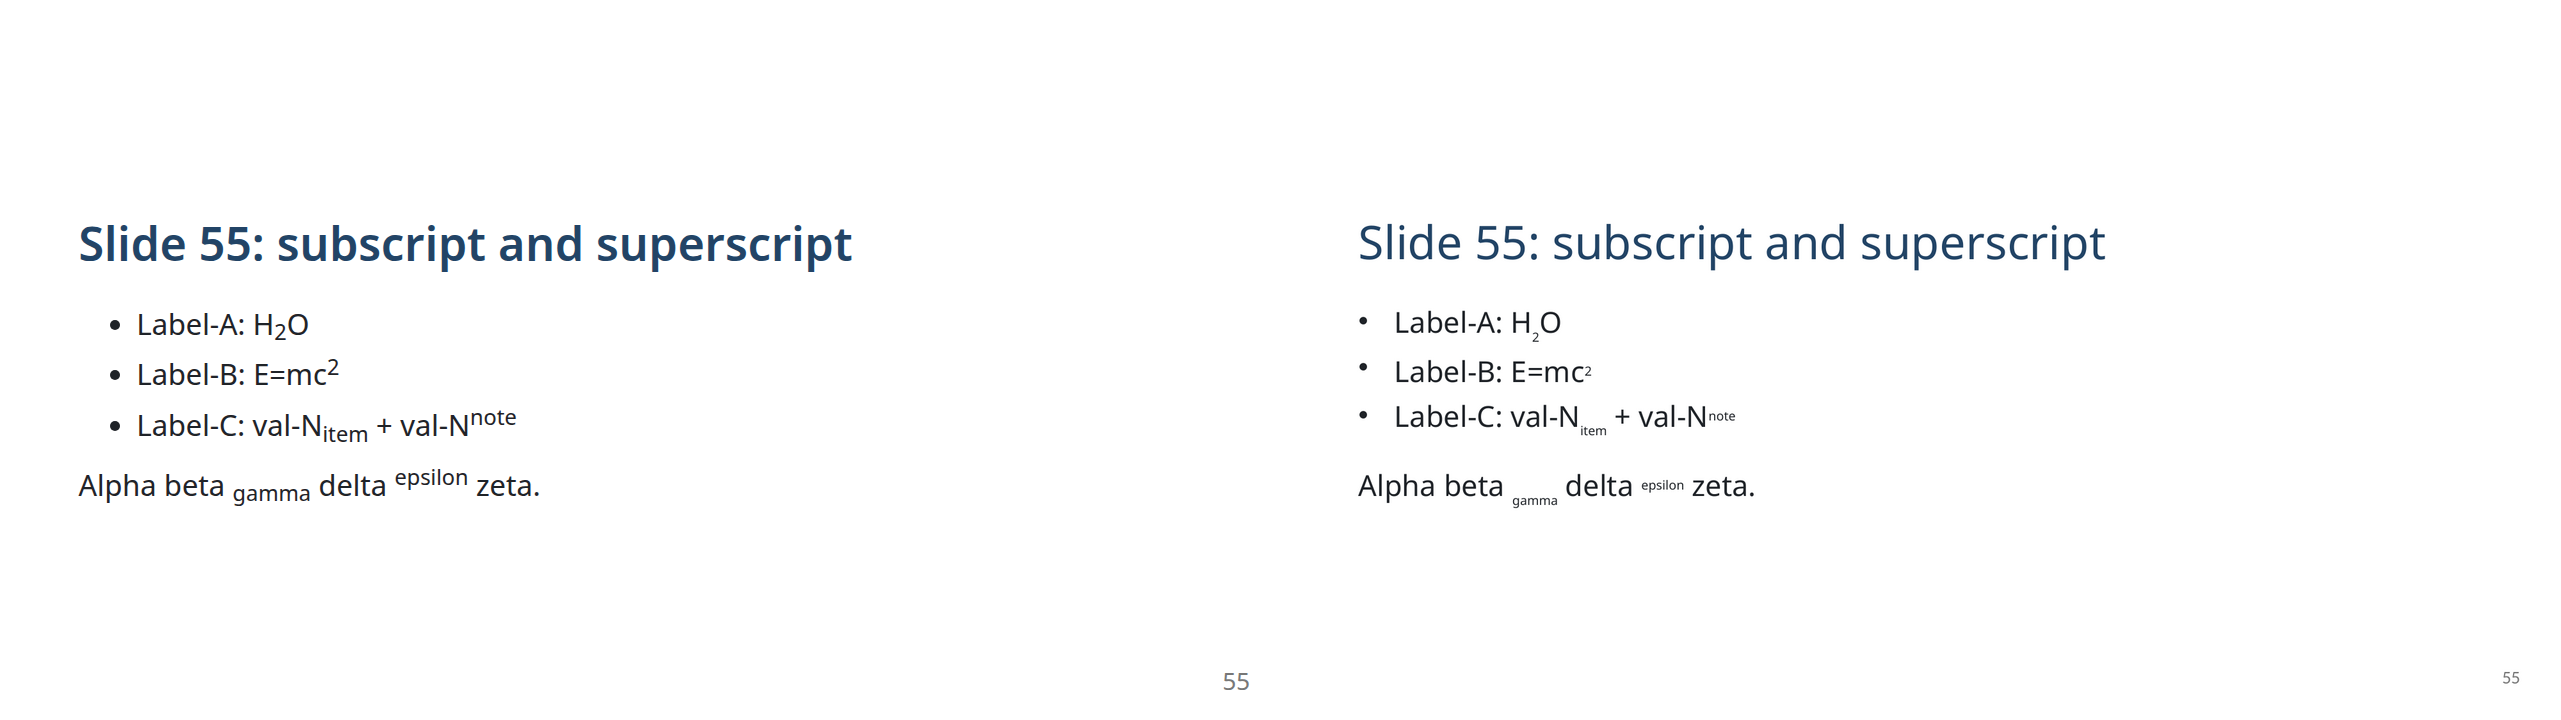 Slide 55: subscript and superscript
• Label-A: H₂O
• Label-B: E=mc²
• Label-C: val-Nitem + val-Nnote
Alpha beta gamma delta epsilon zeta.
55
Slide 55: subscript and superscript
• Label-A: H₂O
• Label-B: E=mc²
• Label-C: val-Nitem + val-Nnote
Alpha beta gamma delta epsilon zeta.
55